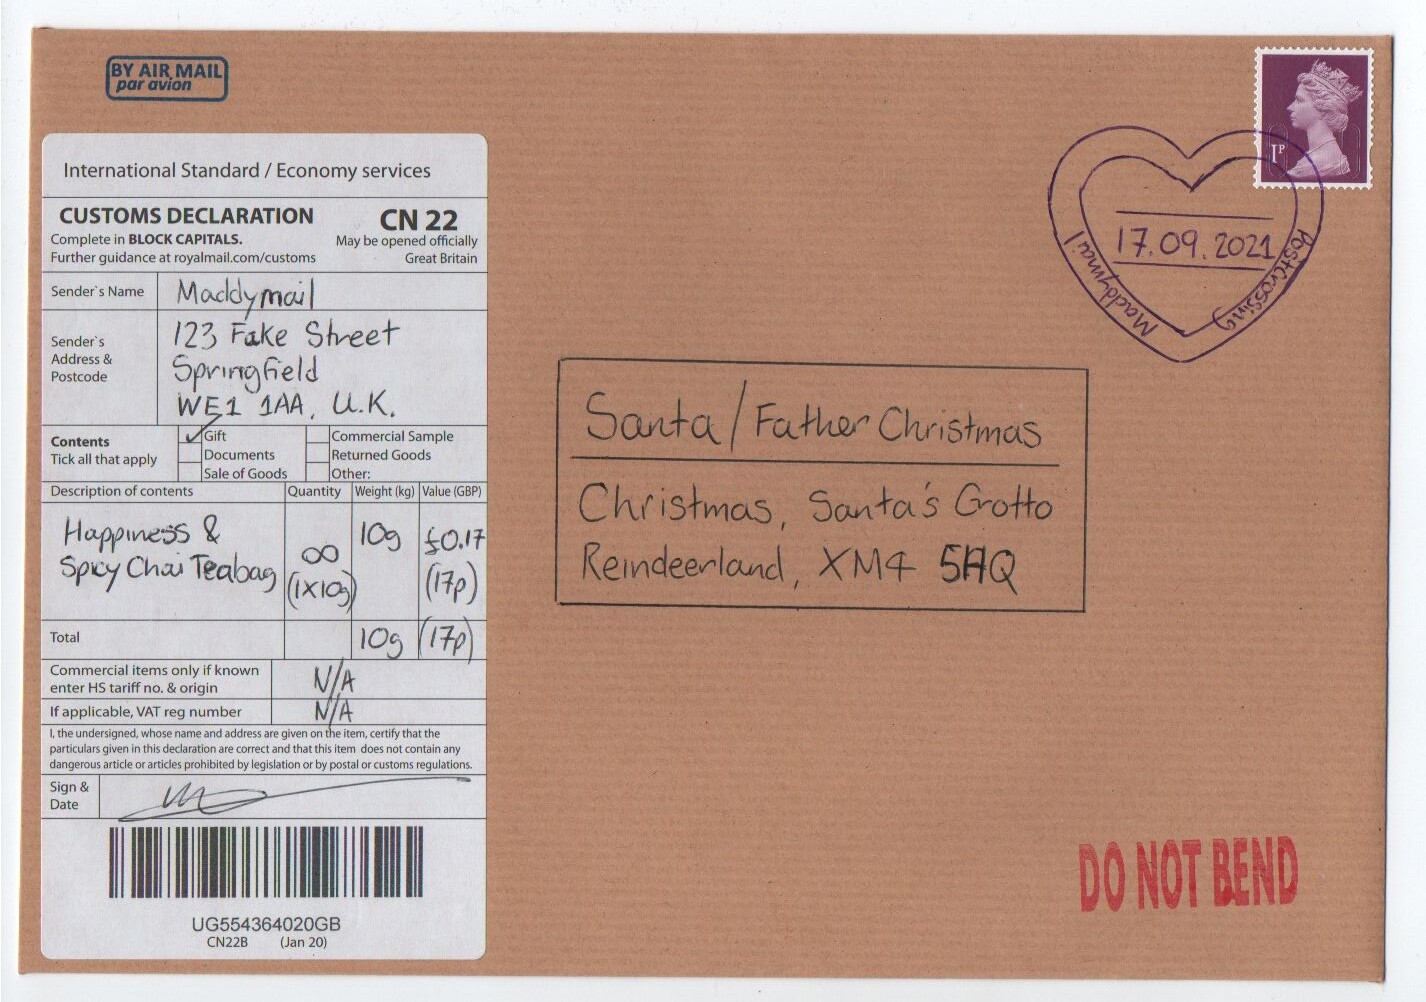 BY AIR MAIL
par avion
International Standard / Economy services
CUSTOMS DECLARATION
CN 22
Complete in BLOCK CAPITALS.
May be opened officially
Further guidance at royalmail.com/customs
Great Britain
Sender`s Name
Maddymail
Sender`s
Address &
Postcode
123 Fake Street
Springfield
WE1 1AA, U.K.
Contents
Tick all that apply
Gift
Documents
Sale of Goods
Commercial Sample
Returned Goods
Other:
Description of contents
Quantity
Weight (kg)
Value (GBP)
Happiness &
Spicy Chai Teabag
∞
(1x10g)
10g
£0.17
(17p)
Total
10g
(17p)
Commercial items only if known
enter HS tariff no. & origin
N/A
If applicable, VAT reg number
N/A
I, the undersigned, whose name and address are given on the item, certify that the
particulars given in this declaration are correct and that this item does not contain any
dangerous article or articles prohibited by legislation or by postal or customs regulations.
Sign &
Date
UG554364020GB
CN22B (Jan 20)
1P
17.09.2021
Maddymail
Postcrossing
Santa/Father Christmas
Christmas, Santa's Grotto
Reindeerland, XM4 5HQ
DO NOT BEND